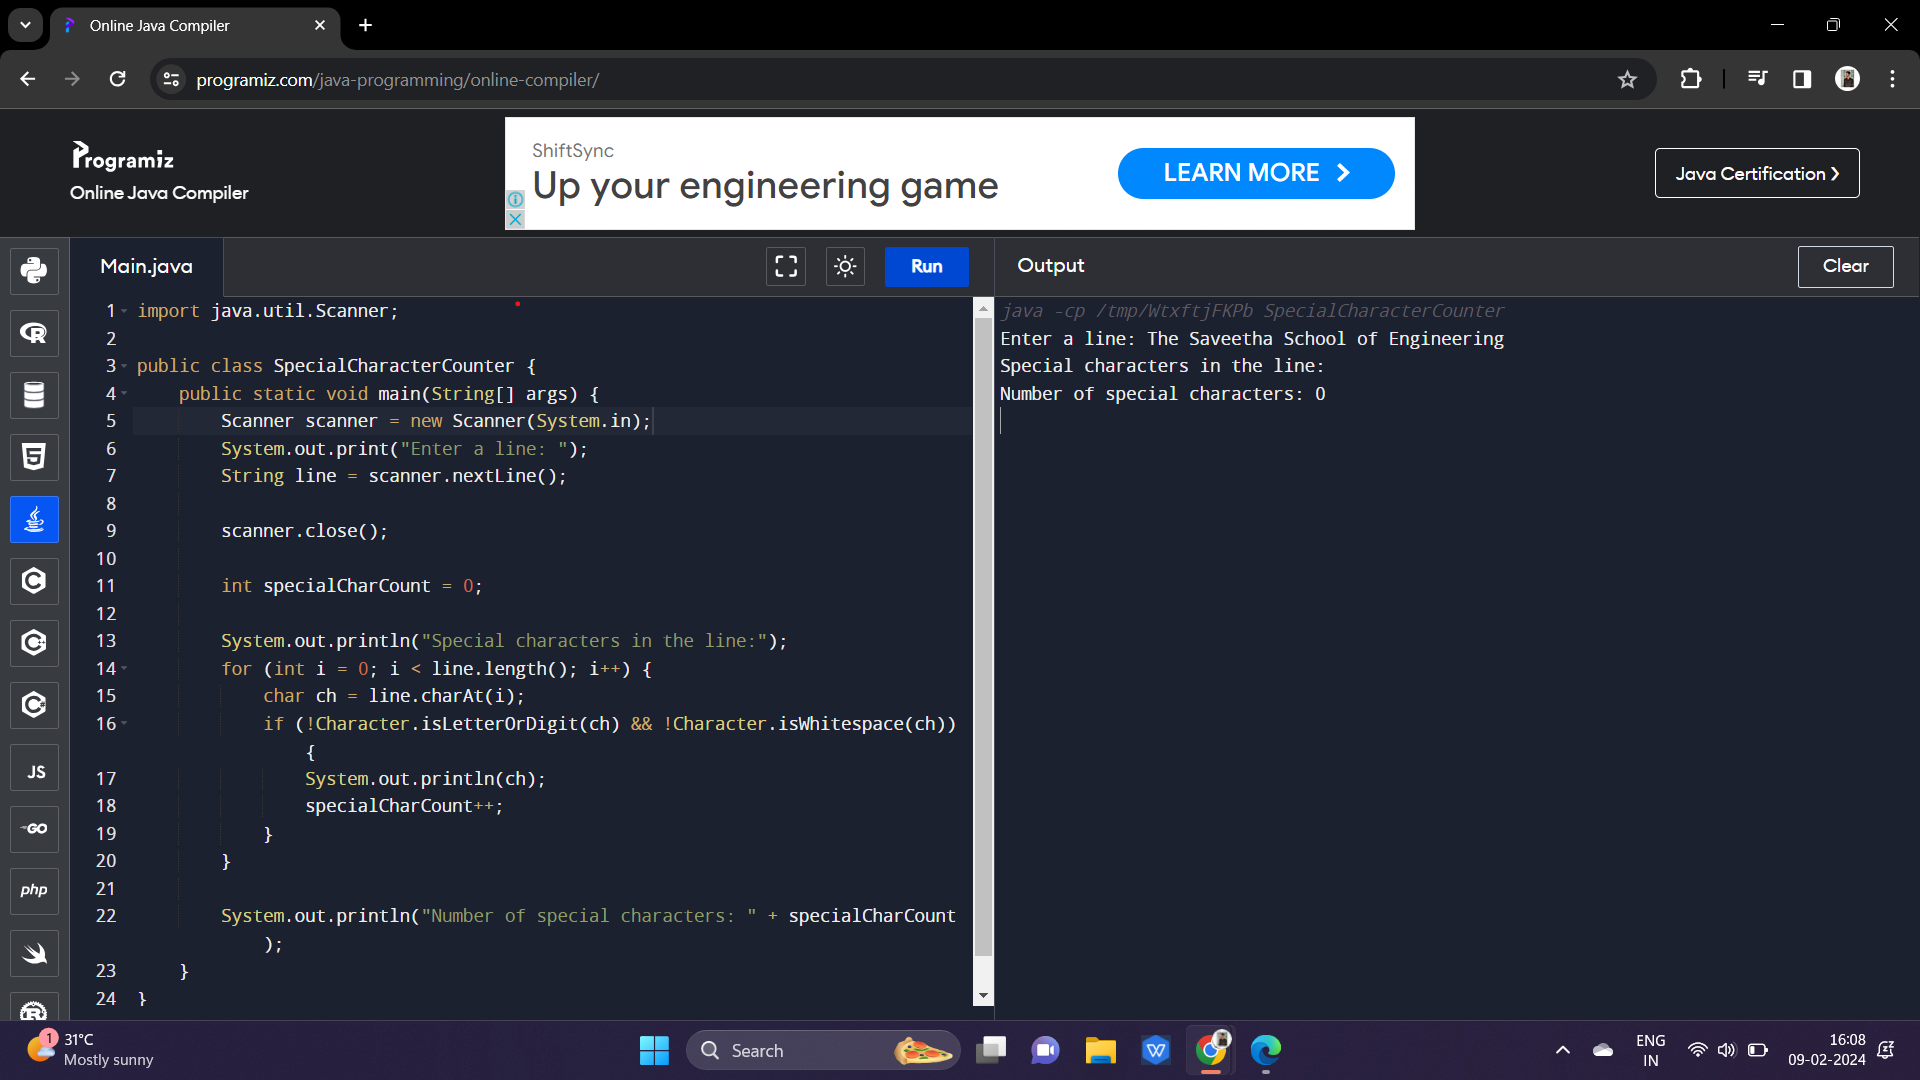 Online Java Compiler
programiz.com/java-programming/online-compiler/
Programiz
Online Java Compiler
ShiftSync
Up your engineering game
LEARN MORE
Java Certification
Main.java
Run
Output
Clear
1 import java.util.Scanner;
2
3 public class SpecialCharacterCounter {
4 public static void main(String[] args) {
5 Scanner scanner = new Scanner(System.in);
6 System.out.print("Enter a line: ");
7 String line = scanner.nextLine();
8
9 scanner.close();
10
11 int specialCharCount = 0;
12
13 System.out.println("Special characters in the line:");
14 for (int i = 0; i < line.length(); i++) {
15 char ch = line.charAt(i);
16 if (!Character.isLetterOrDigit(ch) && !Character.isWhitespace(ch))
{
17 System.out.println(ch);
18 specialCharCount++;
19 }
20 }
21
22 System.out.println("Number of special characters: " + specialCharCount
);
23 }
24 }
java -cp /tmp/WtxftjFKPb SpecialCharacterCounter
Enter a line: The Saveetha School of Engineering
Special characters in the line:
Number of special characters: 0
JS
GO
php
1
31°C
Mostly sunny
Search
ENG
IN
16:08
09-02-2024